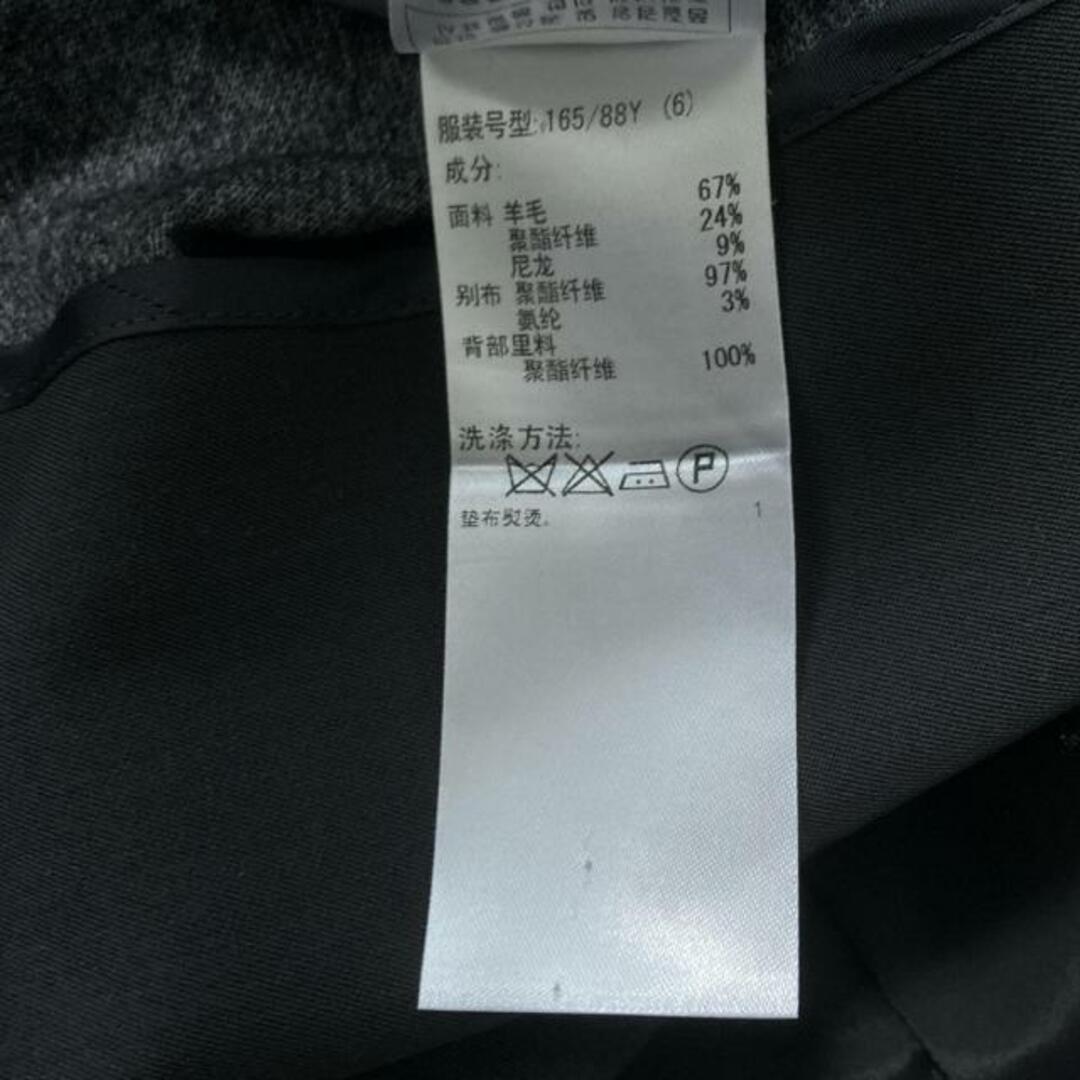 服装号型:165/88Y (6)
成分:
面料 羊毛 67%
聚酯纤维 24%
尼龙 9%
别布 聚酯纤维 97%
氨纶 3%
背部里料
聚酯纤维 100%
洗涤方法:
P
垫布熨烫。 1